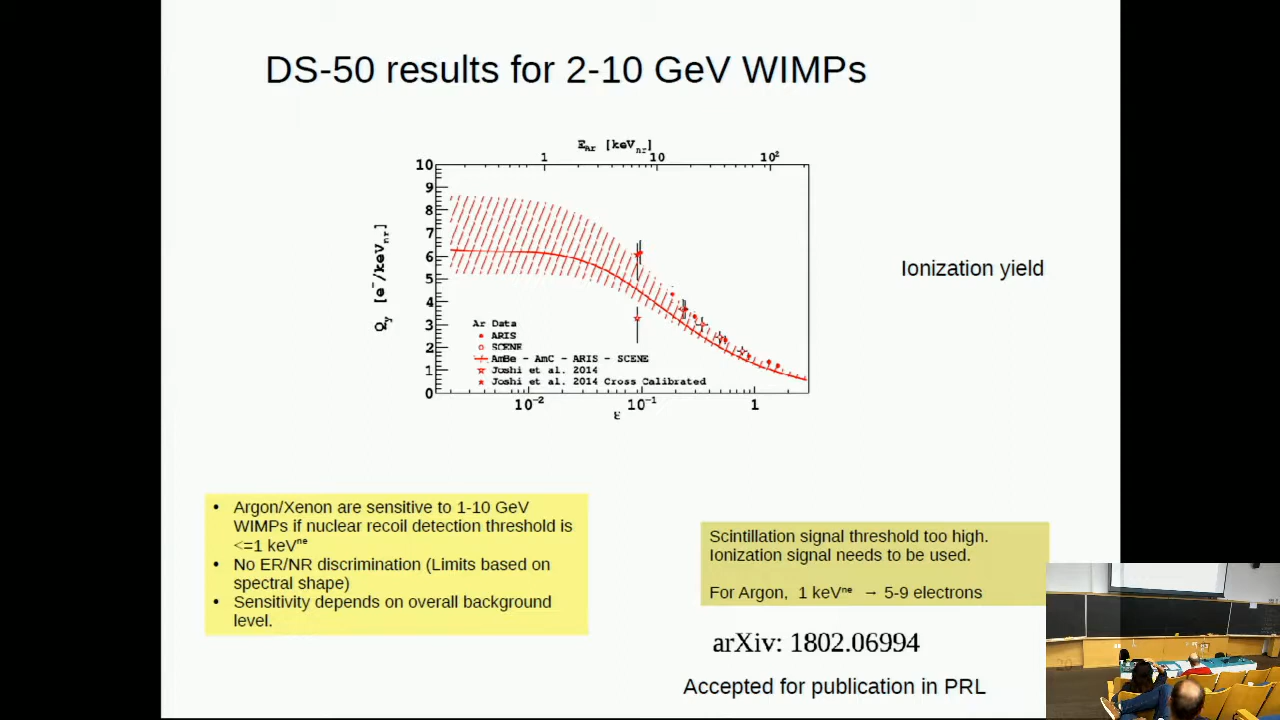 DS-50 results for 2-10 GeV WIMPs
E_Ar [keV_nr]
1 10 10²
10
9
8
7
6
5
4
3
2
1
0
Q_y [e⁻/keV_nr]
Ar Data
ARIS
SCENE
AmBe - AmC - ARIS - SCENE
Joshi et al. 2014
Joshi et al. 2014 Cross Calibrated
10⁻² 10⁻¹ 1
ε
Ionization yield
• Argon/Xenon are sensitive to 1-10 GeV
WIMPs if nuclear recoil detection threshold is
<=1 keVⁿᵉ
• No ER/NR discrimination (Limits based on
spectral shape)
• Sensitivity depends on overall background
level.
Scintillation signal threshold too high.
Ionization signal needs to be used.
For Argon, 1 keVⁿᵉ → 5-9 electrons
arXiv: 1802.06994
Accepted for publication in PRL